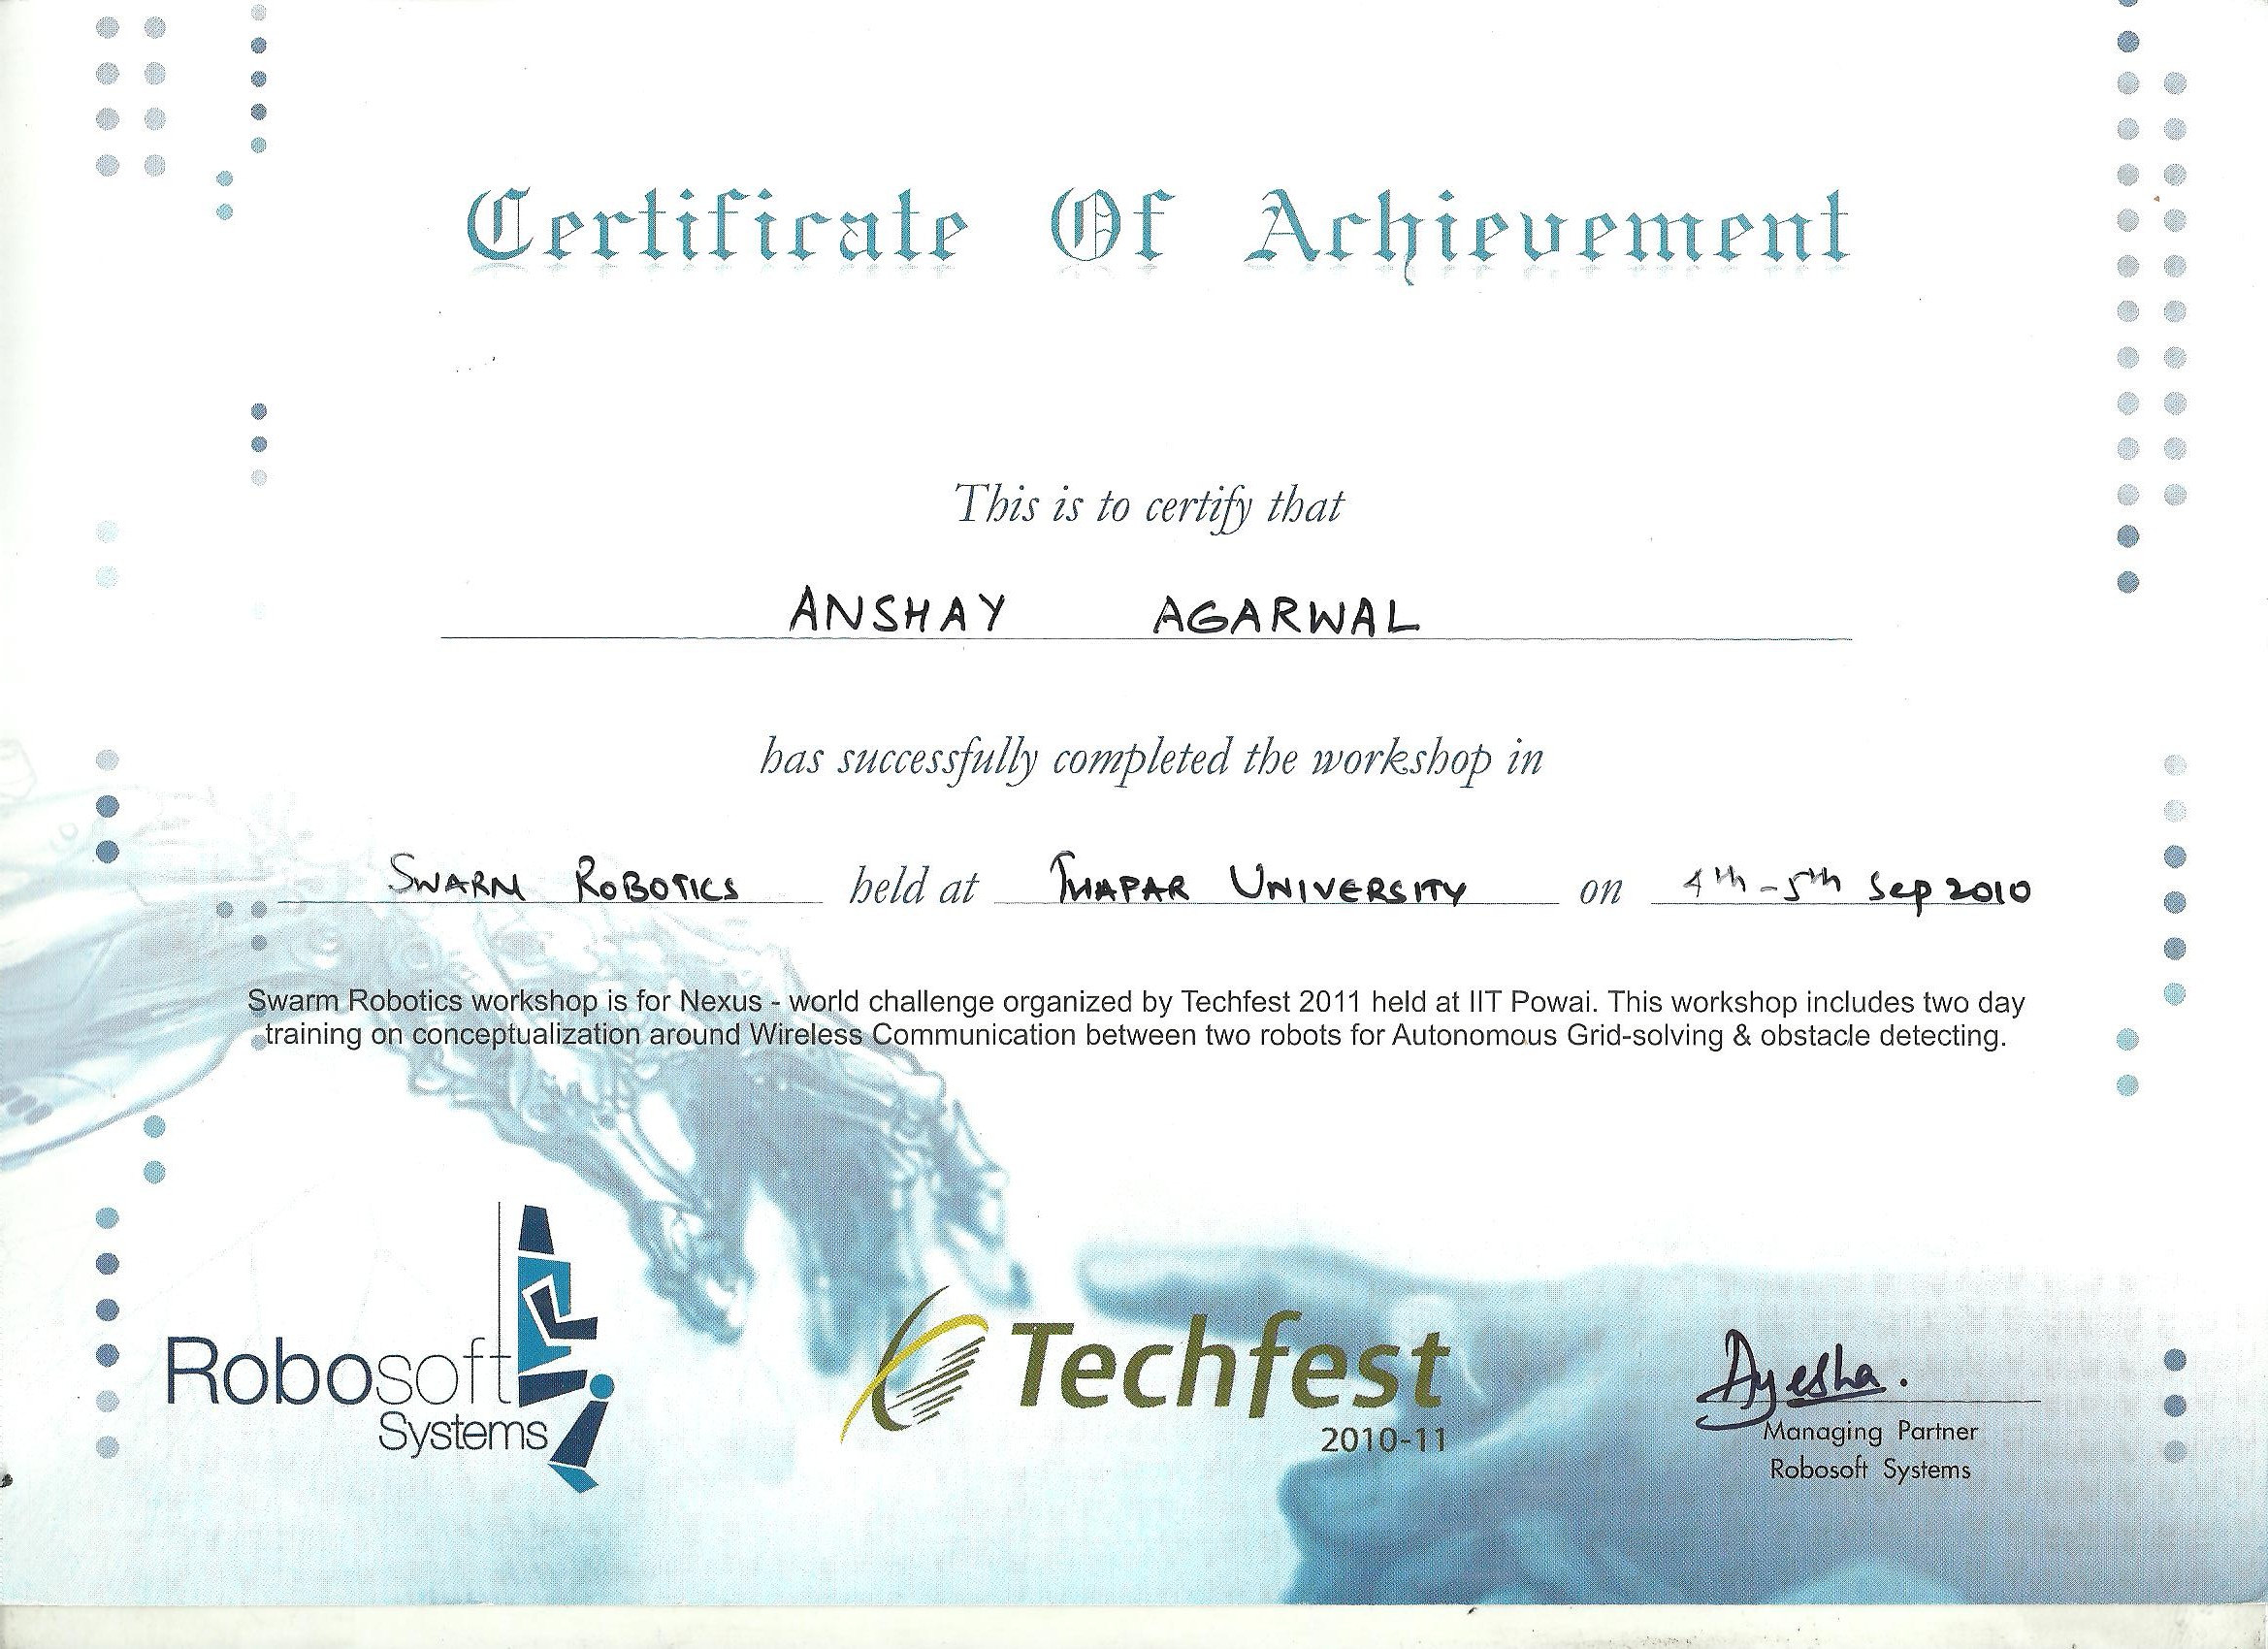 Certificate Of Achievement
This is to certify that
ANSHAY AGARWAL
has successfully completed the workshop in
SWARM ROBOTICS held at THAPAR UNIVERSITY on 4th - 5th Sep 2010
Swarm Robotics workshop is for Nexus - world challenge organized by Techfest 2011 held at IIT Powai. This workshop includes two day
training on conceptualization around Wireless Communication between two robots for Autonomous Grid-solving & obstacle detecting.
Robosoft
Systems
Techfest
2010-11
Ayesha.
Managing Partner
Robosoft Systems